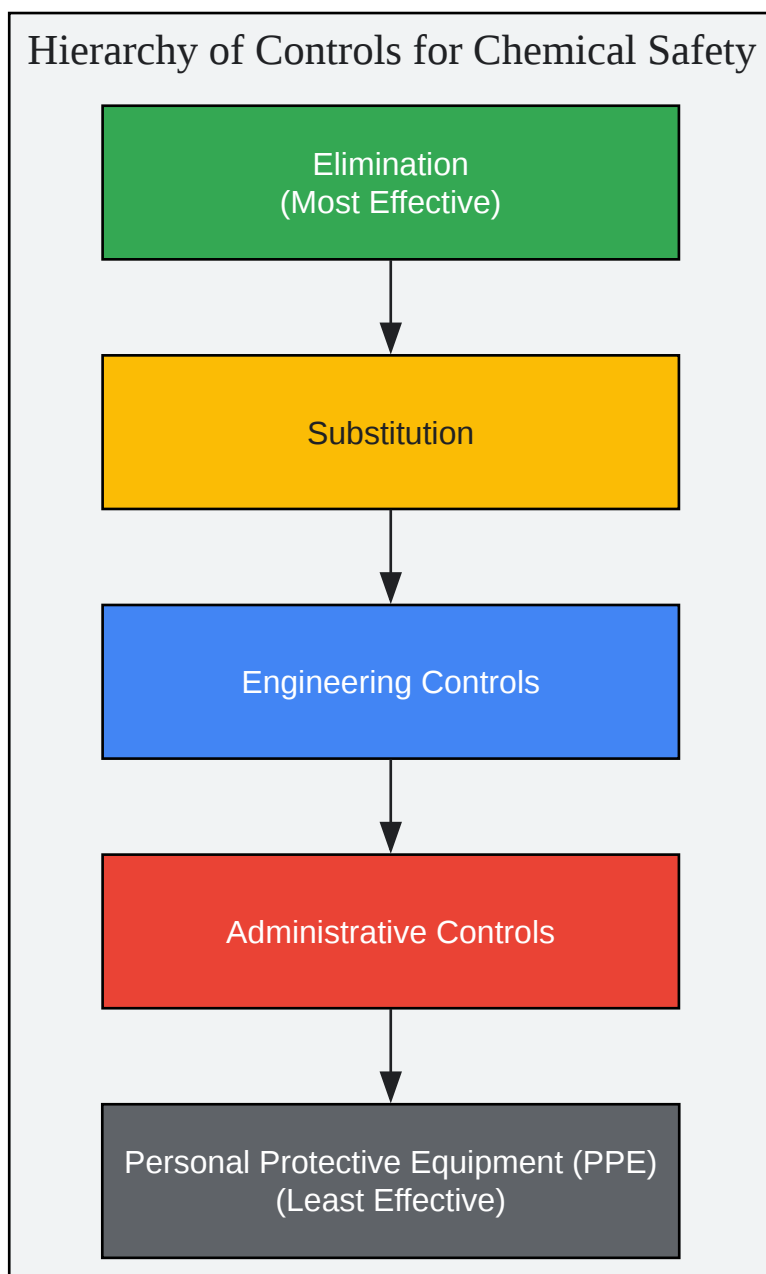 Hierarchy of Controls for Chemical Safety
Elimination
(Most Effective)
Substitution
Engineering Controls
Administrative Controls
Personal Protective Equipment (PPE)
(Least Effective)